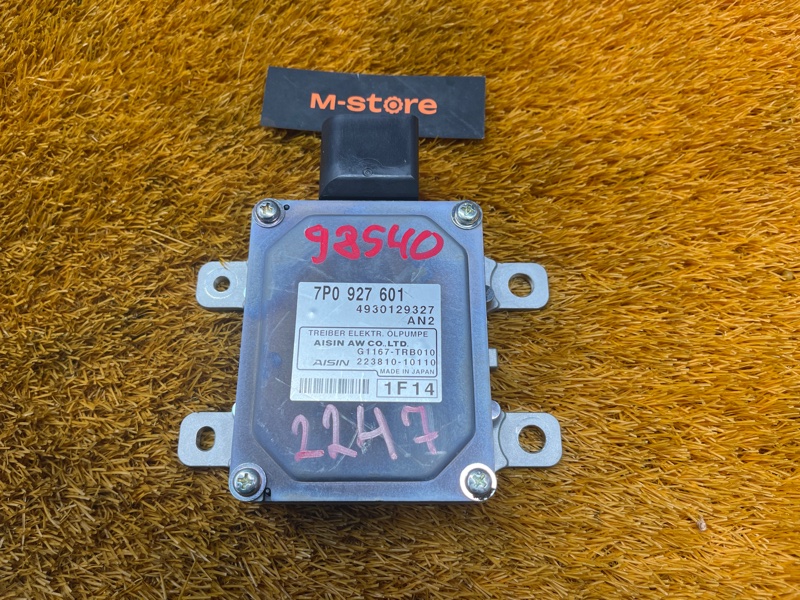 M-store
98540
7P0 927 601
4930129327
AN2
TREIBER ELEKTR. ÖLPUMPE
AISIN AW CO.LTD.
G1167-TRB010
AISIN 223810-10110
MADE IN JAPAN
1F14
2247